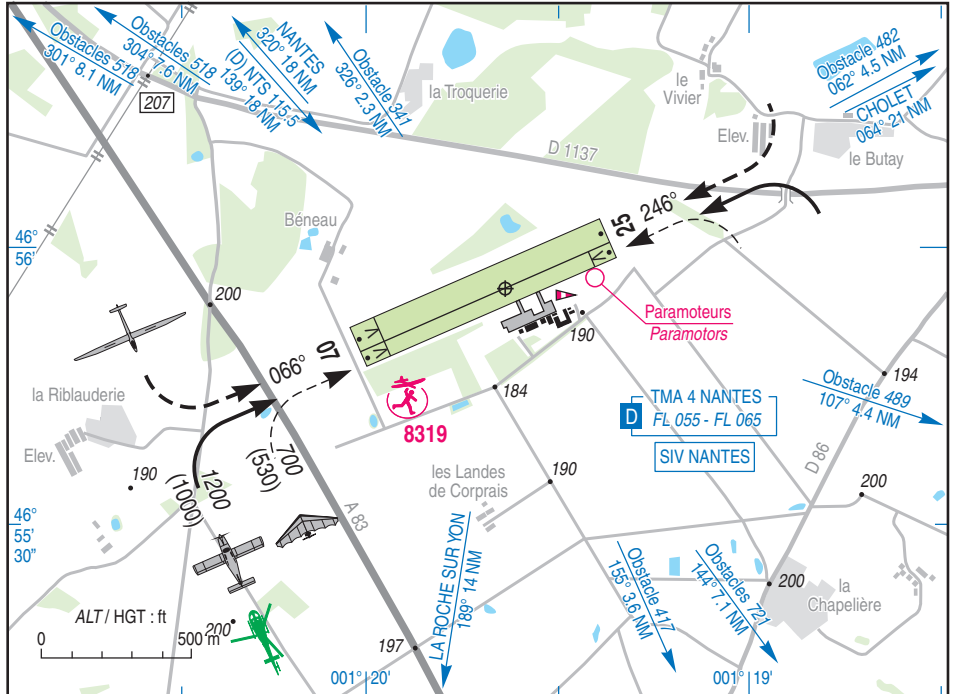 Obstacles 518
301° 8.1 NM
Obstacles 518
304° 7.6 NM
NANTES
320° 18 NM
(D) NTS 115.5
139° 18 NM
Obstacle 341
326° 2.3 NM
207
la Troquerie
le
Vivier
Obstacle 482
062° 4.5 NM
CHOLET
064° 21 NM
Elev.
le Butay
D 1137
Béneau
25
246°
46°
56'
200
Paramoteurs
Paramotors
190
07
066°
194
184
la Riblauderie
8319
TMA 4 NANTES
D
FL 055 - FL 065
SIV NANTES
Obstacle 489
107° 4.4 NM
D 86
Elev.
190
700
(530)
1200
(1000)
les Landes
de Corprais
190
200
46°
55'
30"
A 83
LA ROCHE SUR YON
189° 14 NM
Obstacle 417
155° 3.6 NM
Obstacles 721
144° 7.1 NM
200
la
Chapelière
ALT / HGT : ft
0
500 m
200
197
001° 20'
001° 19'